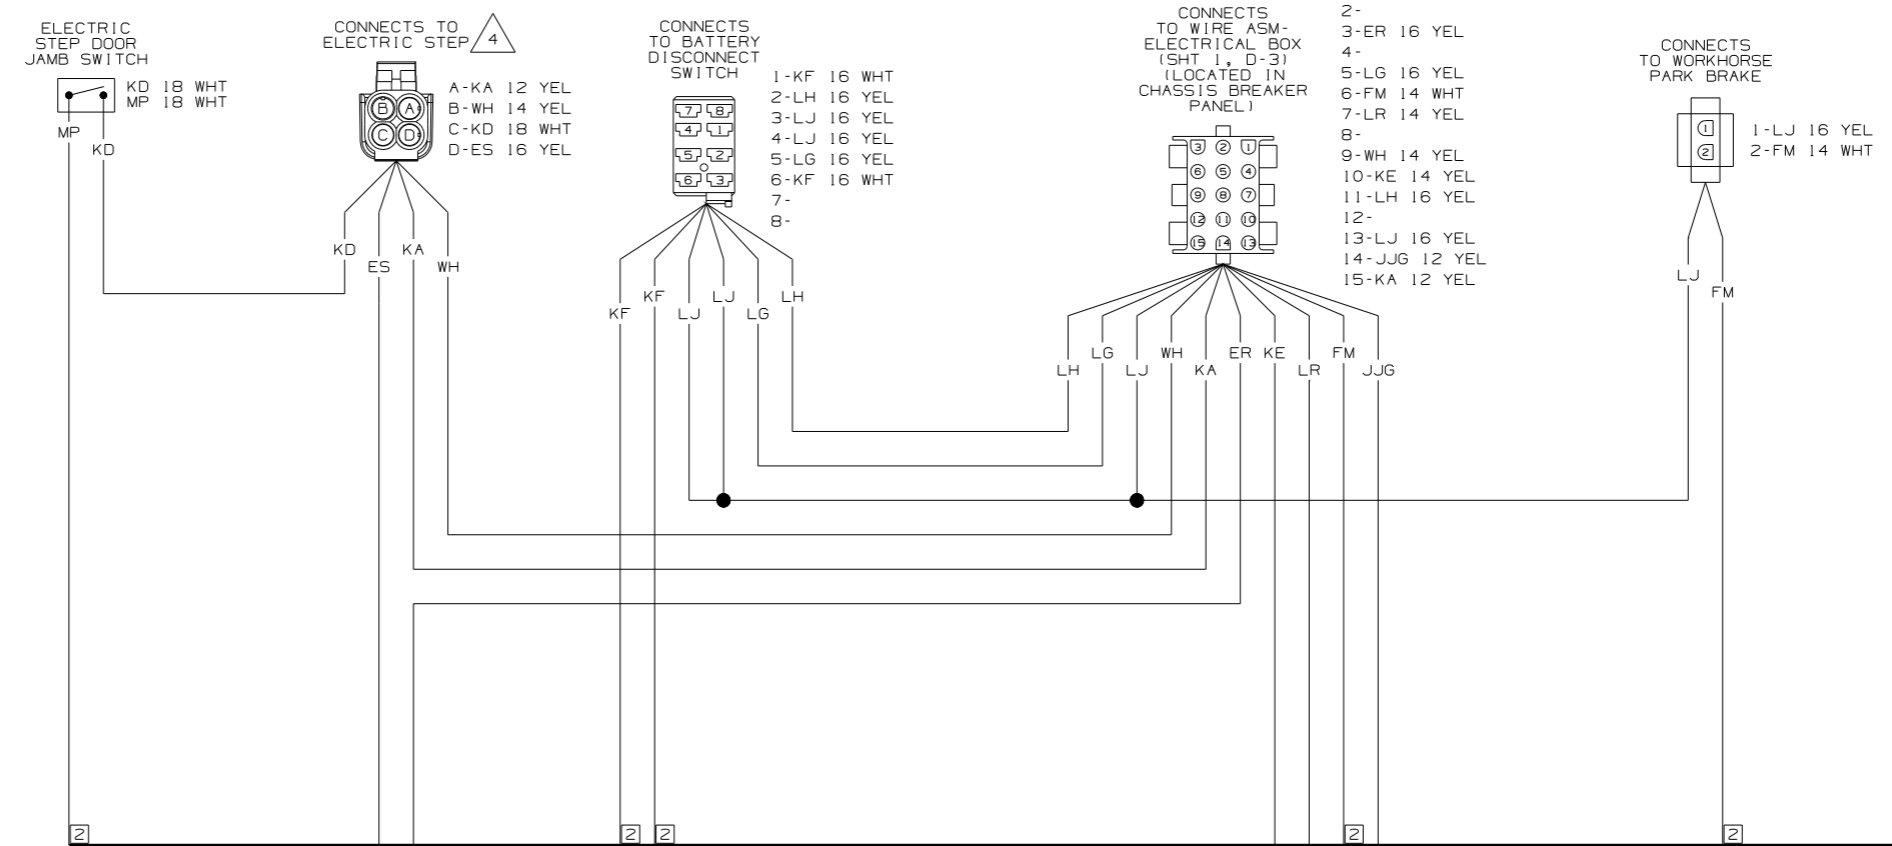 ELECTRIC
STEP DOOR
JAMB SWITCH
KD 18 WHT
MP 18 WHT
MP
KD
CONNECTS TO
ELECTRIC STEP
4
B
A
C
D
A-KA 12 YEL
B-WH 14 YEL
C-KD 18 WHT
D-ES 16 YEL
KD
ES
KA
WH
CONNECTS
TO BATTERY
DISCONNECT
SWITCH
7 8
4 1
5 2
6 3
1-KF 16 WHT
2-LH 16 YEL
3-LJ 16 YEL
4-LJ 16 YEL
5-LG 16 YEL
6-KF 16 WHT
7-
8-
KF
KF
LJ
LJ
LG
LH
CONNECTS
TO WIRE ASM-
ELECTRICAL BOX
(SHT 1, D-3)
(LOCATED IN
CHASSIS BREAKER
PANEL)
3 2 1
6 5 4
9 8 7
12 11 10
15 14 13
2-
3-ER 16 YEL
4-
5-LG 16 YEL
6-FM 14 WHT
7-LR 14 YEL
8-
9-WH 14 YEL
10-KE 14 YEL
11-LH 16 YEL
12-
13-LJ 16 YEL
14-JJG 12 YEL
15-KA 12 YEL
LH
LG
LJ
WH
KA
ER
KE
LR
FM
JJG
CONNECTS
TO WORKHORSE
PARK BRAKE
1
2
1-LJ 16 YEL
2-FM 14 WHT
LJ
FM
2
2
2
2
2